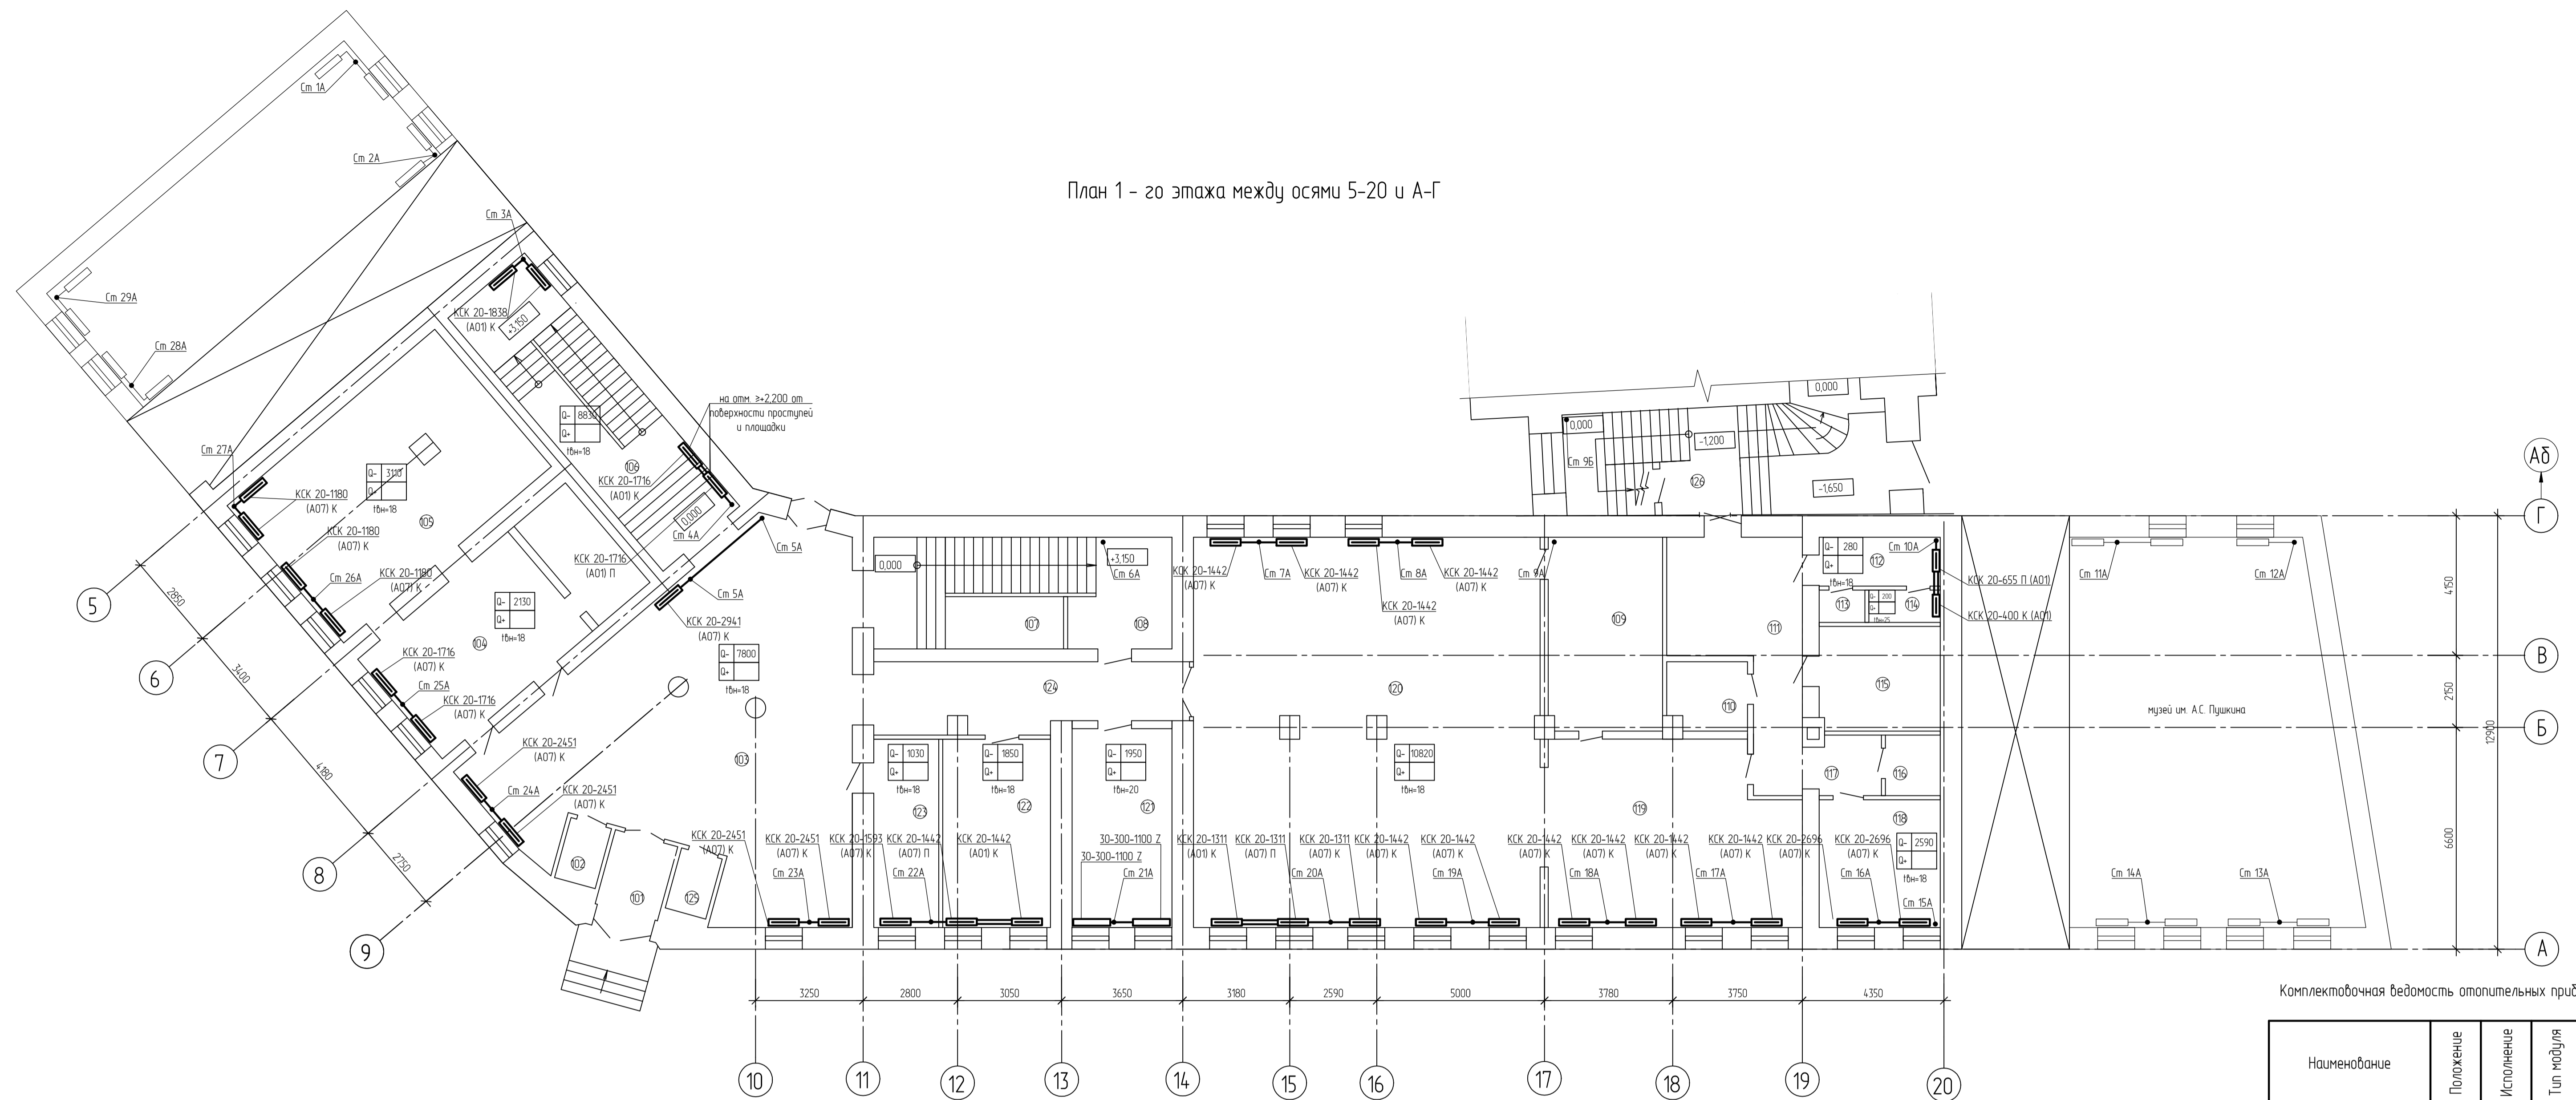 План 1 - го этажа между осями 5-20 и А-Г
Ст 1А
Ст 2А
Ст 3А
Ст 29А
Ст 28А
КСК 20-1838
(А01) К
+3,150
Q- 8830
Q+
tвн=18
на отм. ≥+2,200 от
поверхности проступей
и площадки
106
КСК 20-1716
(А01) К
0,000
Ст 4А
КСК 20-1716
(А01) П
Ст 5А
Ст 5А
Ст 27А
КСК 20-1180
(А07) К
Q- 3110
Q+
tвн=18
105
КСК 20-1180
(А07) К
Ст 26А
КСК 20-1180
(А07) К
Q- 2130
Q+
tвн=18
104
КСК 20-2941
(А07) К
Q- 7800
Q+
tвн=18
КСК 20-1716
(А07) К
Ст 25А
КСК 20-1716
(А07) К
КСК 20-2451
(А07) К
Ст 24А
КСК 20-2451
(А07) К
103
102
101
125
5
6
7
8
9
2850
3400
4180
2750
0,000
+3,150
Ст 6А
107
108
124
КСК 20-1442
(А07) К
Ст 7А
КСК 20-1442
(А07) К
Ст 8А
КСК 20-1442
(А07) К
КСК 20-1442
(А07) К
Ст 9А
109
111
110
120
0,000
0,000
-1,200
Ст 9Б
126
-1,650
Q- 280
Q+
tвн=18
112
Ст 10А
113
Q- 200
Q+
tвн=25
114
КСК 20-655 П (А01)
КСК 20-400 К (А01)
115
116
117
118
119
Ст 11А
Ст 12А
музей им. А.С. Пушкина
Ст 14А
Ст 13А
Q- 1030
Q+
tвн=18
123
Q- 1850
Q+
tвн=18
122
Q- 1950
Q+
tвн=20
121
Q- 10820
Q+
tвн=18
Q- 2590
Q+
tвн=18
КСК 20-2451
(А07) К
КСК 20-2451
(А07) К
Ст 23А
КСК 20-1593
(А07) К
КСК 20-1442
(А07) П
Ст 22А
КСК 20-1442
(А01) К
30-300-1100 Z
30-300-1100 Z
Ст 21А
КСК 20-1311
(А01) К
КСК 20-1311
(А07) П
КСК 20-1311
(А07) К
Ст 20А
КСК 20-1442
(А07) К
КСК 20-1442
(А07) К
Ст 19А
КСК 20-1442
(А07) К
КСК 20-1442
(А07) К
Ст 18А
КСК 20-1442
(А07) К
КСК 20-1442
(А07) К
Ст 17А
КСК 20-2696
(А07) К
КСК 20-2696
(А07) К
Ст 16А
Ст 15А
3250
2800
3050
3650
3180
2590
5000
3780
3750
4350
10
11
12
13
14
15
16
17
18
19
20
Аб
Г
В
Б
А
4150
2150
6600
12900
Комплектовочная ведомость отопительных приб
Наименование
Положение
Исполнение
Тип модуля